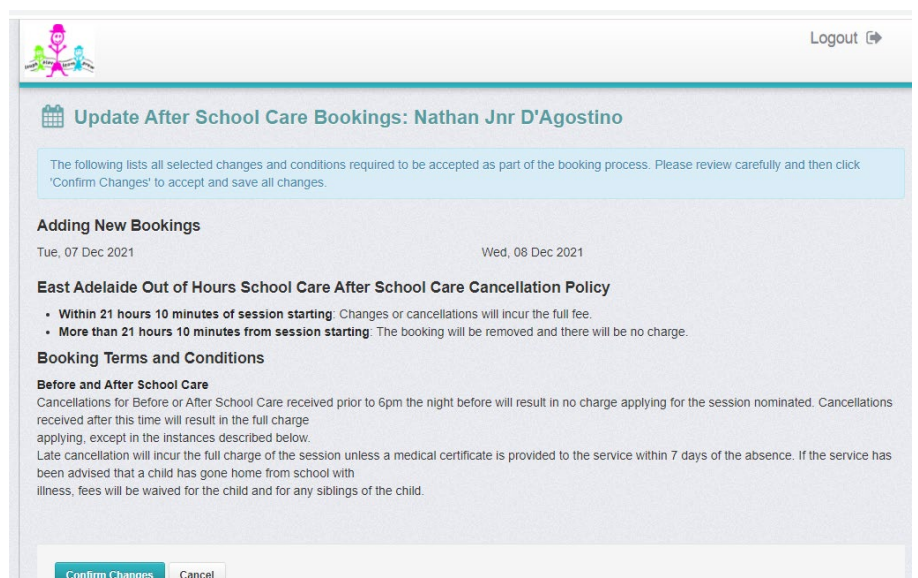 Logout
Update After School Care Bookings: Nathan Jnr D'Agostino
The following lists all selected changes and conditions required to be accepted as part of the booking process. Please review carefully and then click
'Confirm Changes' to accept and save all changes.
Adding New Bookings
Tue, 07 Dec 2021 Wed, 08 Dec 2021
East Adelaide Out of Hours School Care After School Care Cancellation Policy
• Within 21 hours 10 minutes of session starting: Changes or cancellations will incur the full fee.
• More than 21 hours 10 minutes from session starting: The booking will be removed and there will be no charge.
Booking Terms and Conditions
Before and After School Care
Cancellations for Before or After School Care received prior to 6pm the night before will result in no charge applying for the session nominated. Cancellations
received after this time will result in the full charge
applying, except in the instances described below.
Late cancellation will incur the full charge of the session unless a medical certificate is provided to the service within 7 days of the absence. If the service has
been advised that a child has gone home from school with
illness, fees will be waived for the child and for any siblings of the child.
Confirm Changes Cancel